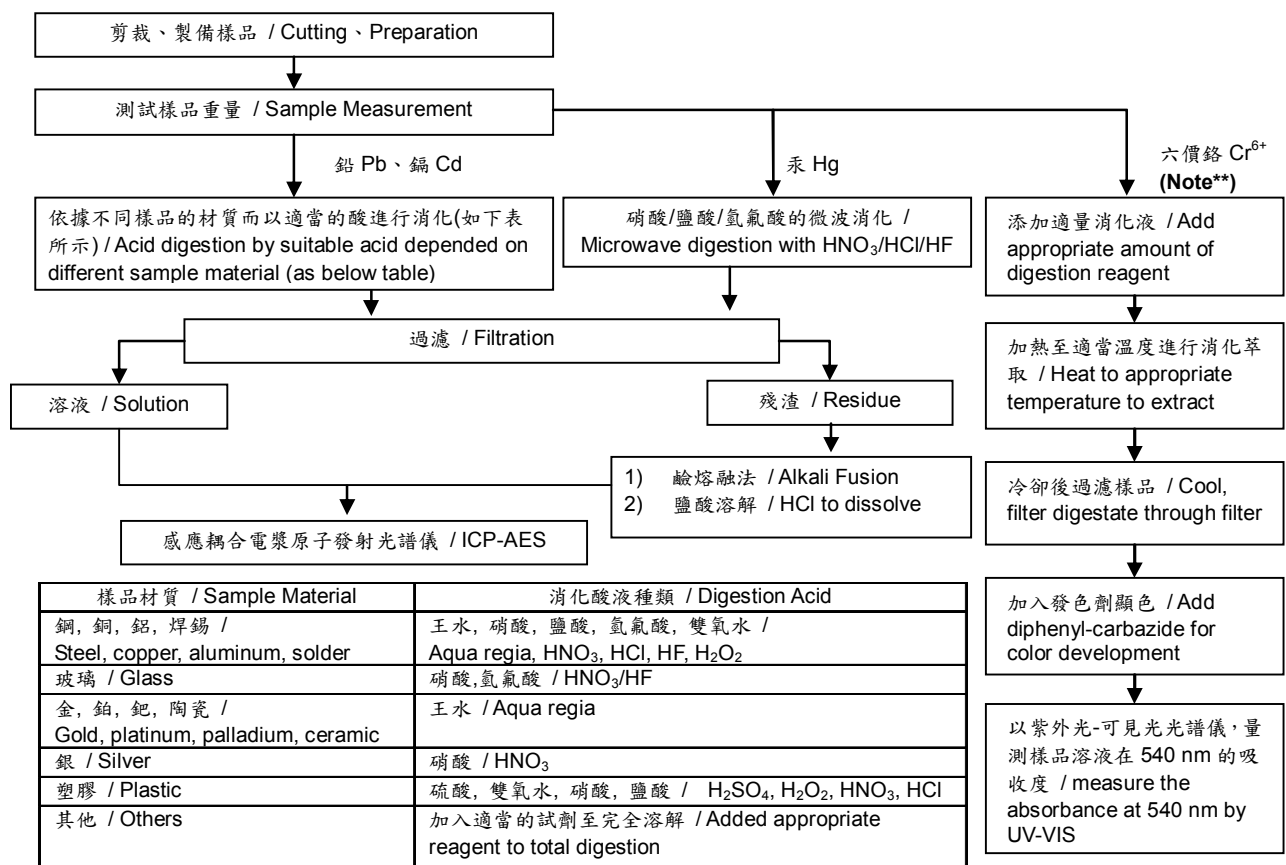 剪裁、製備樣品 / Cutting、Preparation
測試樣品重量 / Sample Measurement
鉛 Pb、鎘 Cd
汞 Hg
六價鉻 Cr⁶⁺
(Note**)
依據不同樣品的材質而以適當的酸進行消化(如下表
所示) / Acid digestion by suitable acid depended on
different sample material (as below table)
硝酸/鹽酸/氫氟酸的微波消化 /
Microwave digestion with HNO₃/HCl/HF
添加適量消化液 / Add
appropriate amount of
digestion reagent
過濾 / Filtration
加熱至適當溫度進行消化萃
取 / Heat to appropriate
temperature to extract
溶液 / Solution
殘渣 / Residue
1) 鹼熔融法 / Alkali Fusion
2) 鹽酸溶解 / HCl to dissolve
冷卻後過濾樣品 / Cool,
filter digestate through filter
感應耦合電漿原子發射光譜儀 / ICP-AES
加入發色劑顯色 / Add
diphenyl-carbazide for
color development
以紫外光-可見光光譜儀，量
測樣品溶液在 540 nm 的吸
收度 / measure the
absorbance at 540 nm by
UV-VIS
樣品材質 / Sample Material
消化酸液種類 / Digestion Acid
鋼, 銅, 鋁, 焊錫 /
Steel, copper, aluminum, solder
王水, 硝酸, 鹽酸, 氫氟酸, 雙氧水 /
Aqua regia, HNO₃, HCl, HF, H₂O₂
玻璃 / Glass
硝酸,氫氟酸 / HNO₃/HF
金, 鉑, 鈀, 陶瓷 /
Gold, platinum, palladium, ceramic
王水 / Aqua regia
銀 / Silver
硝酸 / HNO₃
塑膠 / Plastic
硫酸, 雙氧水, 硝酸, 鹽酸 / H₂SO₄, H₂O₂, HNO₃, HCl
其他 / Others
加入適當的試劑至完全溶解 / Added appropriate
reagent to total digestion